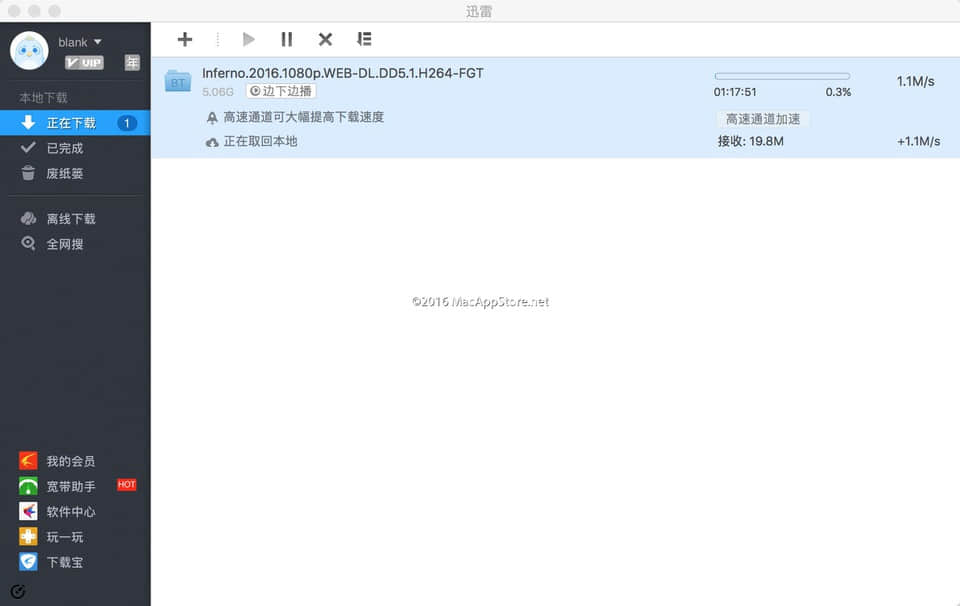 迅雷
blank
VIP
年
本地下载
正在下载 1
已完成
废纸篓
离线下载
全网搜
我的会员
宽带助手 HOT
软件中心
玩一玩
下载宝
BT
Inferno.2016.1080p.WEB-DL.DD5.1.H264-FGT
5.06G 边下边播
01:17:51 0.3%
1.1M/s
高速通道可大幅提高下载速度
高速通道加速
正在取回本地
接收: 19.8M
+1.1M/s
©2016 MacAppStore.net